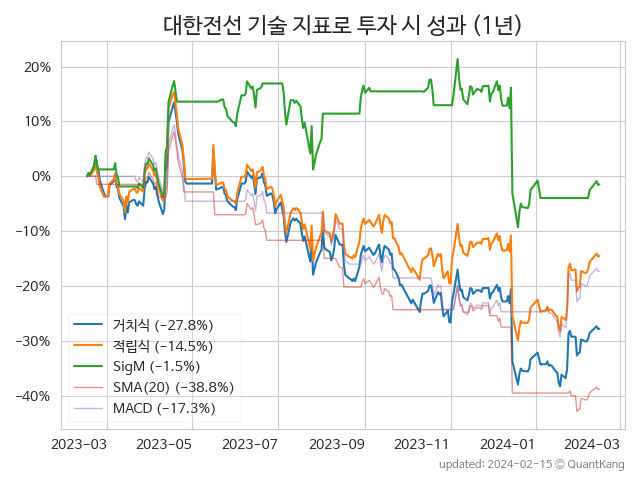 대한전선 기술 지표로 투자 시 성과 (1년)
20%
10%
0%
−10%
−20%
−30%
−40%
거치식 (−27.8%)
적립식 (−14.5%)
SigM (−1.5%)
SMA(20) (−38.8%)
MACD (−17.3%)
2023−03 2023−05 2023−07 2023−09 2023−11 2024−01 2024−03
updated: 2024−02−15 © QuantKang